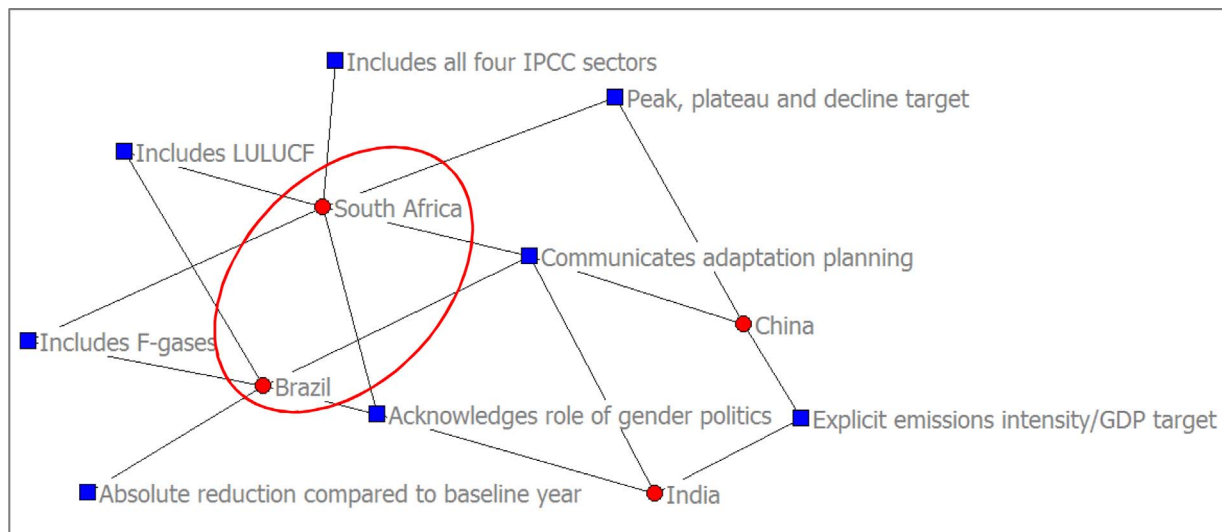 Includes all four IPCC sectors
Peak, plateau and decline target
Includes LULUCF
South Africa
Communicates adaptation planning
China
Includes F-gases
Brazil
Acknowledges role of gender politics
Explicit emissions intensity/GDP target
Absolute reduction compared to baseline year
India